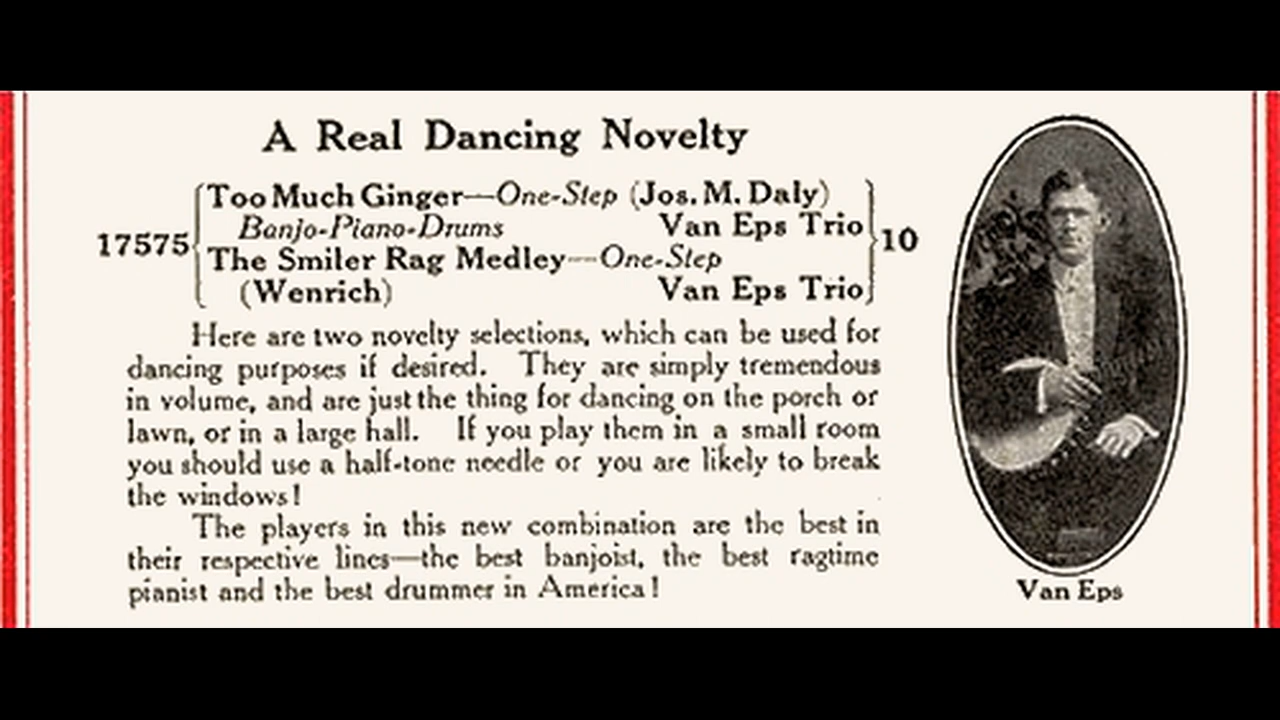 A Real Dancing Novelty
Too Much Ginger—One-Step (Jos. M. Daly)
Banjo-Piano-Drums Van Eps Trio
17575 10
The Smiler Rag Medley—One-Step
(Wenrich) Van Eps Trio
Here are two novelty selections, which can be used for
dancing purposes if desired. They are simply tremendous
in volume, and are just the thing for dancing on the porch or
lawn, or in a large hall. If you play them in a small room
you should use a half-tone needle or you are likely to break
the windows!
The players in this new combination are the best in
their respective lines—the best banjoist, the best ragtime
pianist and the best drummer in America!
Van Eps